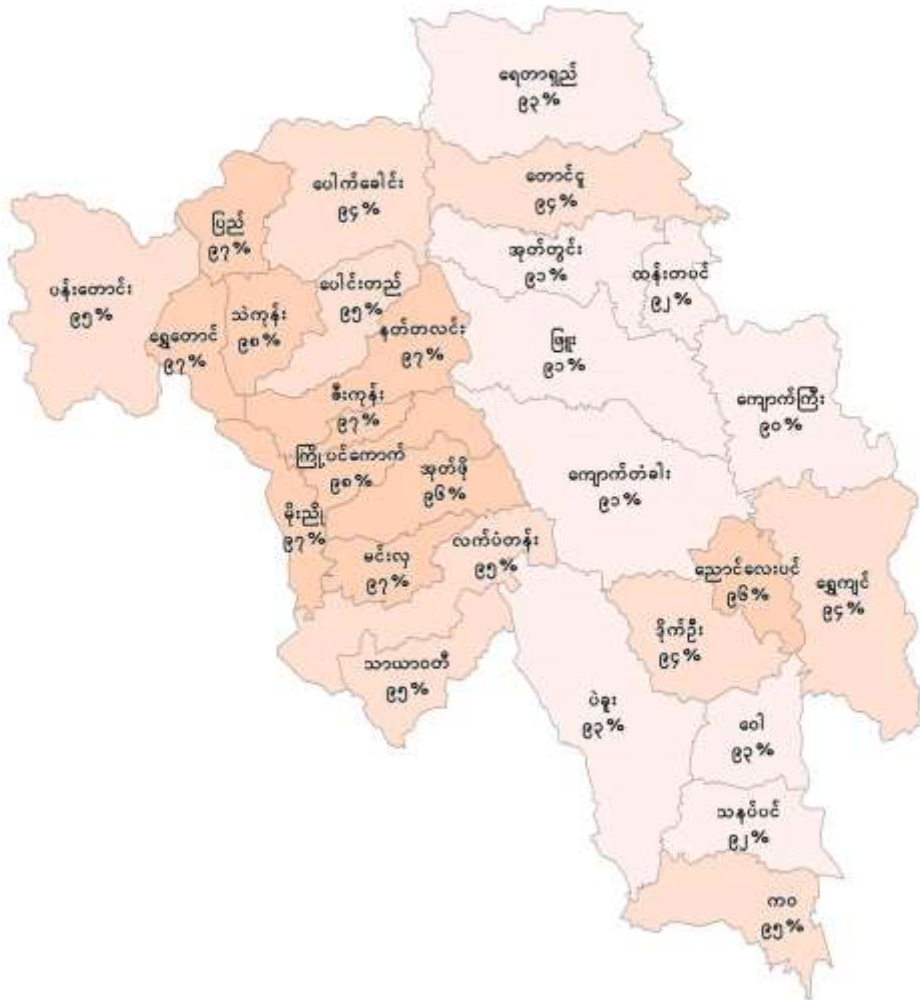 ရေတာရှည်
၉၃%
တောင်ငူ
၉၄%
ပေါက်ခေါင်း
၉၄%
ပြည်
၉၇%
အုတ်တွင်း
၉၁%
ထန်းတပင်
၉၂%
ပန်းတောင်း
၉၅%
ပေါင်းတည်
၉၅%
သဲကုန်း
၉၈%
ရွှေတောင်
၉၇%
နတ်တလင်း
၉၇%
ဖြူး
၉၁%
ကျောက်ကြီး
၉၀%
ဇီးကုန်း
၉၇%
ကြို့ပင်ကောက်
၉၈%
အုတ်ဖို
၉၆%
ကျောက်တံခါး
၉၁%
မိုးညို
၉၇%
မင်းလှ
၉၇%
လက်ပံတန်း
၉၅%
ညောင်လေးပင်
၉၆%
ရွှေကျင်
၉၄%
ဒိုက်ဦး
၉၄%
သာယာဝတီ
၉၅%
ပဲခူး
၉၃%
ဝေါ
၉၃%
သနပ်ပင်
၉၂%
ကဝ
၉၅%